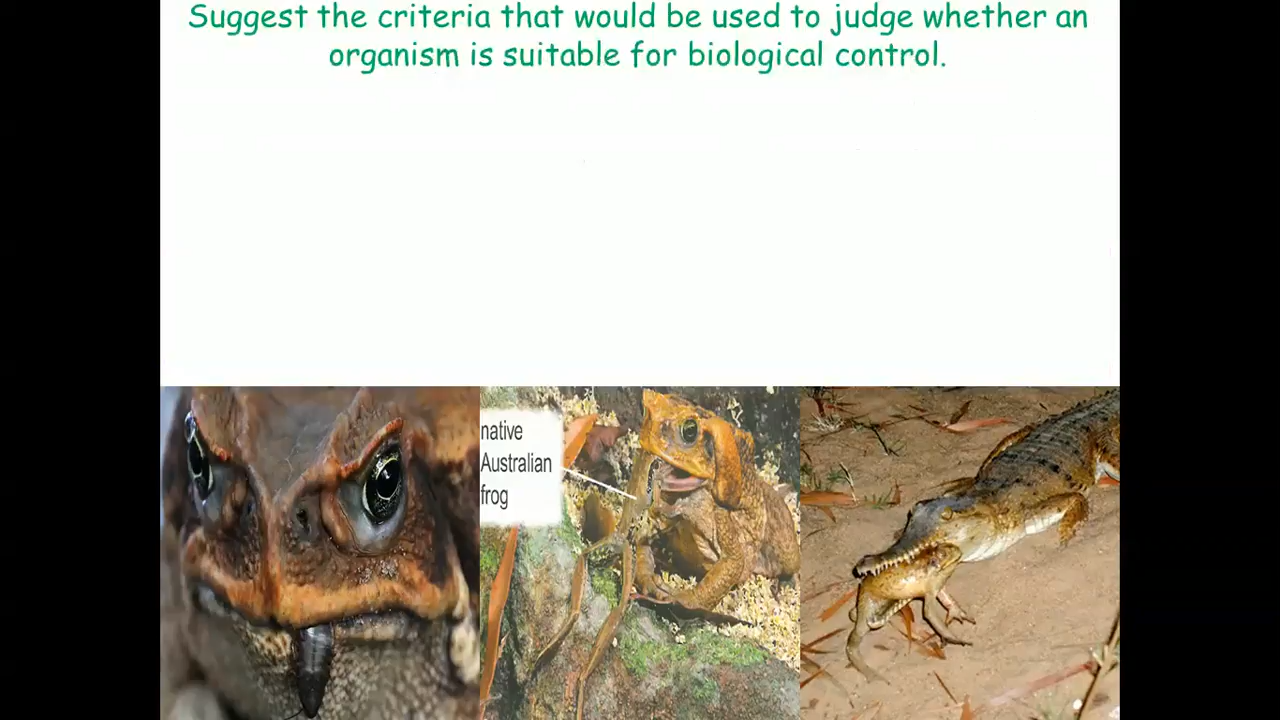 Suggest the criteria that would be used to judge whether an
organism is suitable for biological control.
native
Australian
frog